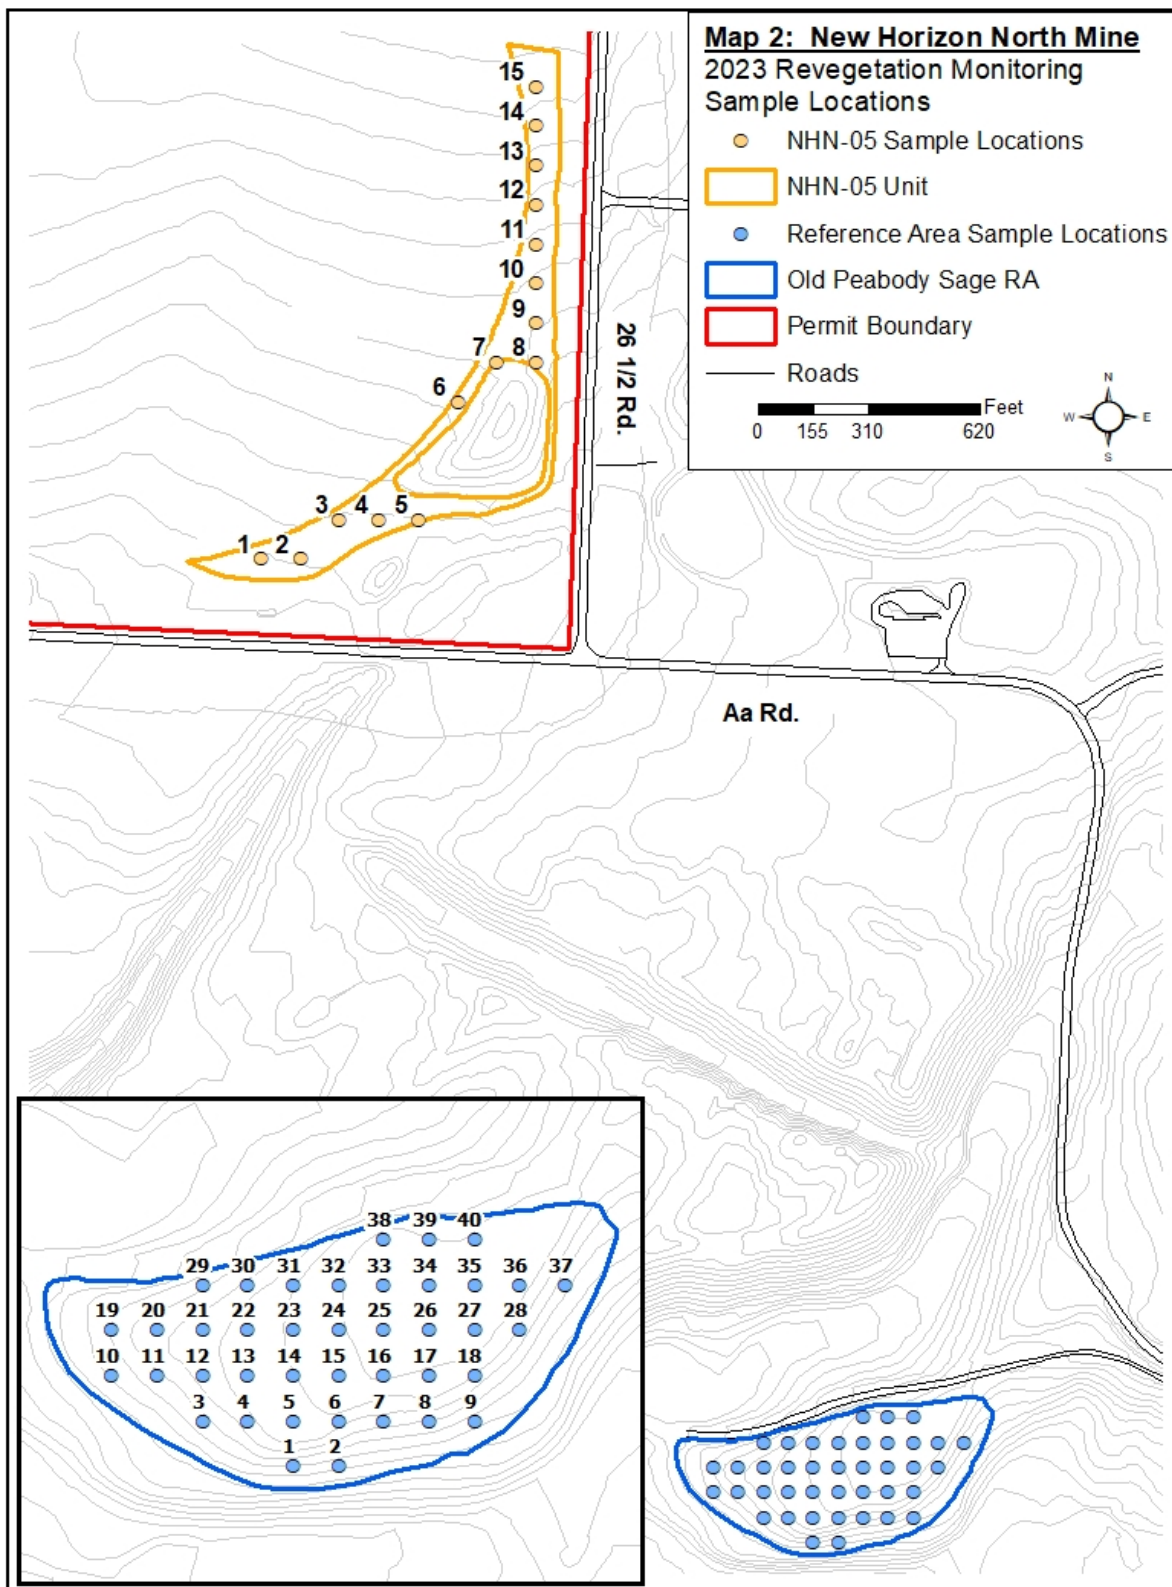 Map 2: New Horizon North Mine
2023 Revegetation Monitoring
Sample Locations
NHN-05 Sample Locations
NHN-05 Unit
Reference Area Sample Locations
Old Peabody Sage RA
Permit Boundary
Roads
Feet
0 155 310 620
N
W E
S
15
14
13
12
11
10
9
7 8
6
3 4 5
1 2
26 1/2 Rd.
Aa Rd.
38 39 40
29 30 31 32 33 34 35 36 37
19 20 21 22 23 24 25 26 27 28
10 11 12 13 14 15 16 17 18
3 4 5 6 7 8 9
1 2